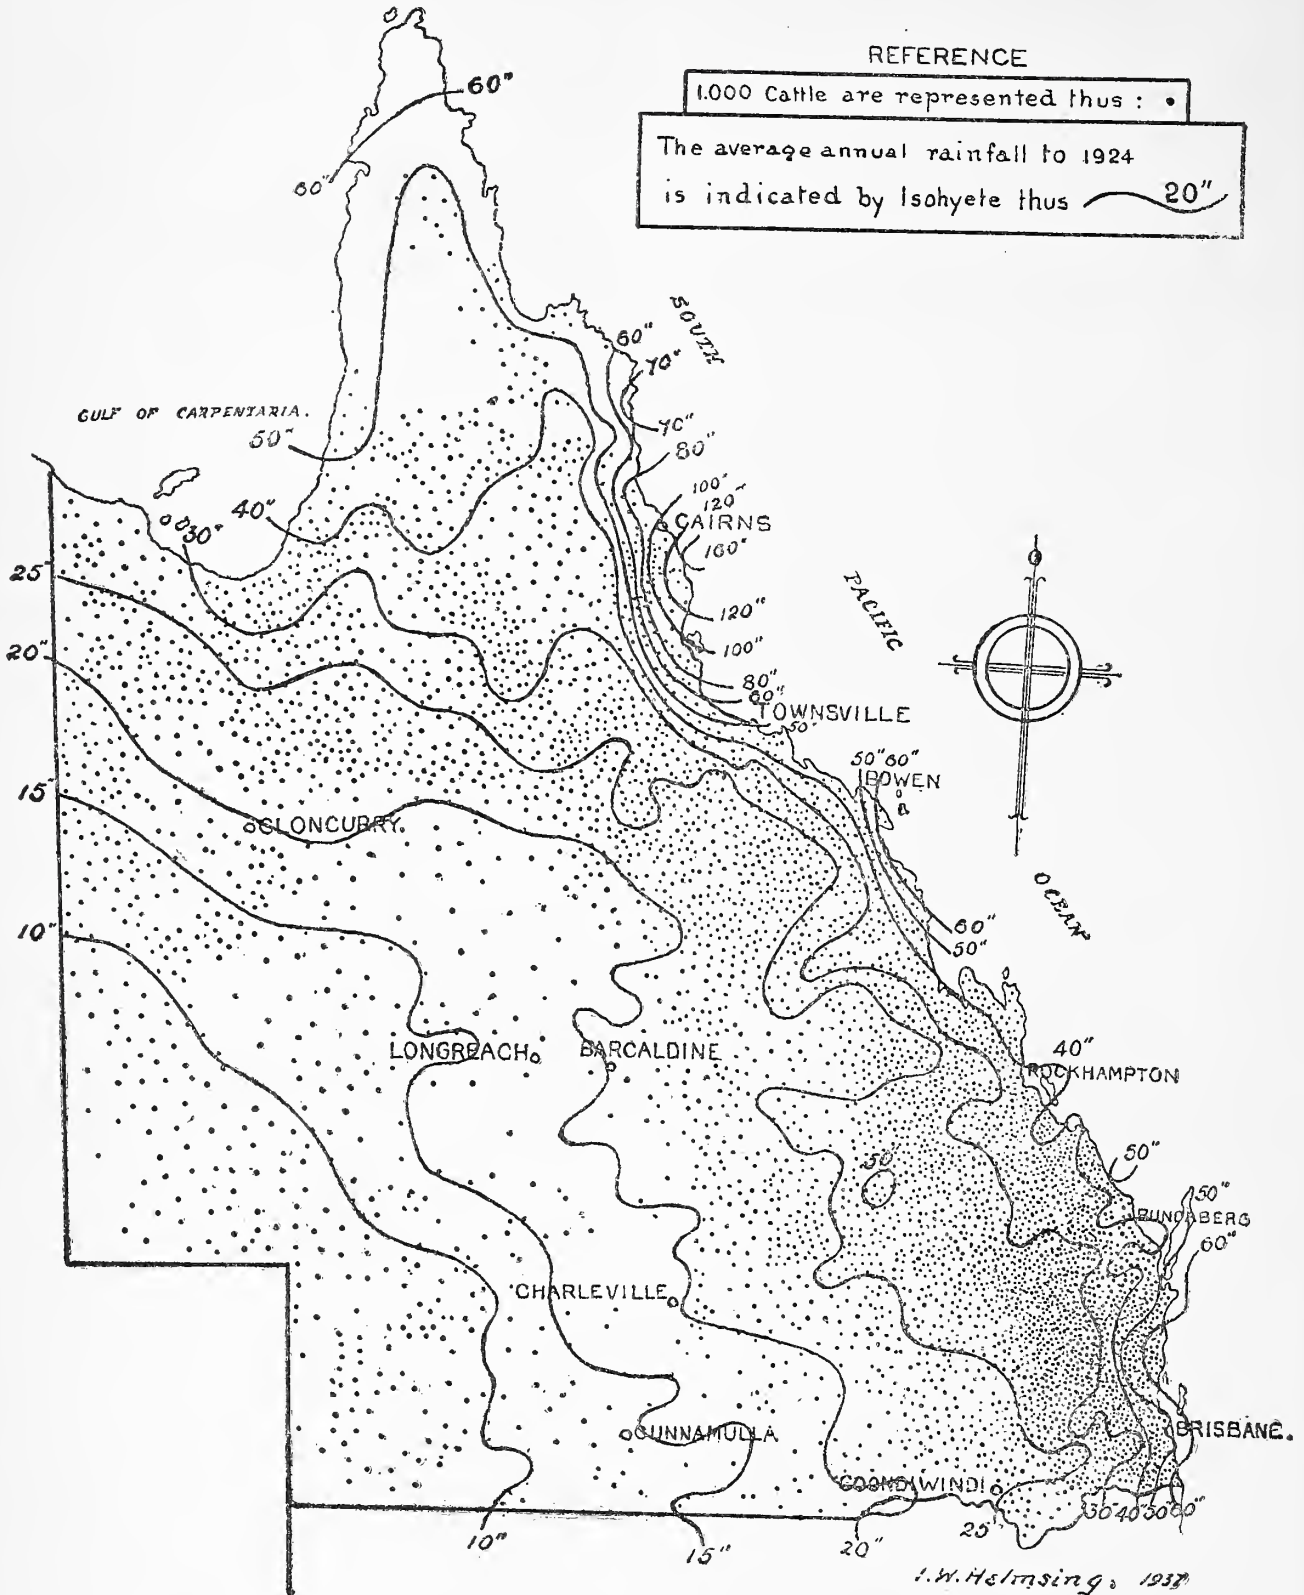 REFERENCE
1.000 Cattle are represented thus :
The average annual rainfall to 1924
is indicated by Isohyete thus 20"
60"
60"
SOUTH
60"
70"
GULF OF CARPENTARIA.
50"
70"
80"
100"
120"
40"
CAIRNS
30"
160"
25"
PACIFIC
120"
20"
100"
80"
60"
TOWNSVILLE
50"
50" 60"
BOWEN
15"
CLONCURRY.
OCEAN
10"
60"
50"
LONGREACH
BARCALDINE
40"
ROCKHAMPTON
50"
50"
50"
BUNDABERG
60"
CHARLEVILLE
CUNNAMULLA
BRISBANE.
GOONDIWINDI
30" 40" 50" 60"
25"
10"
15"
20"
I.W.Helmsing.